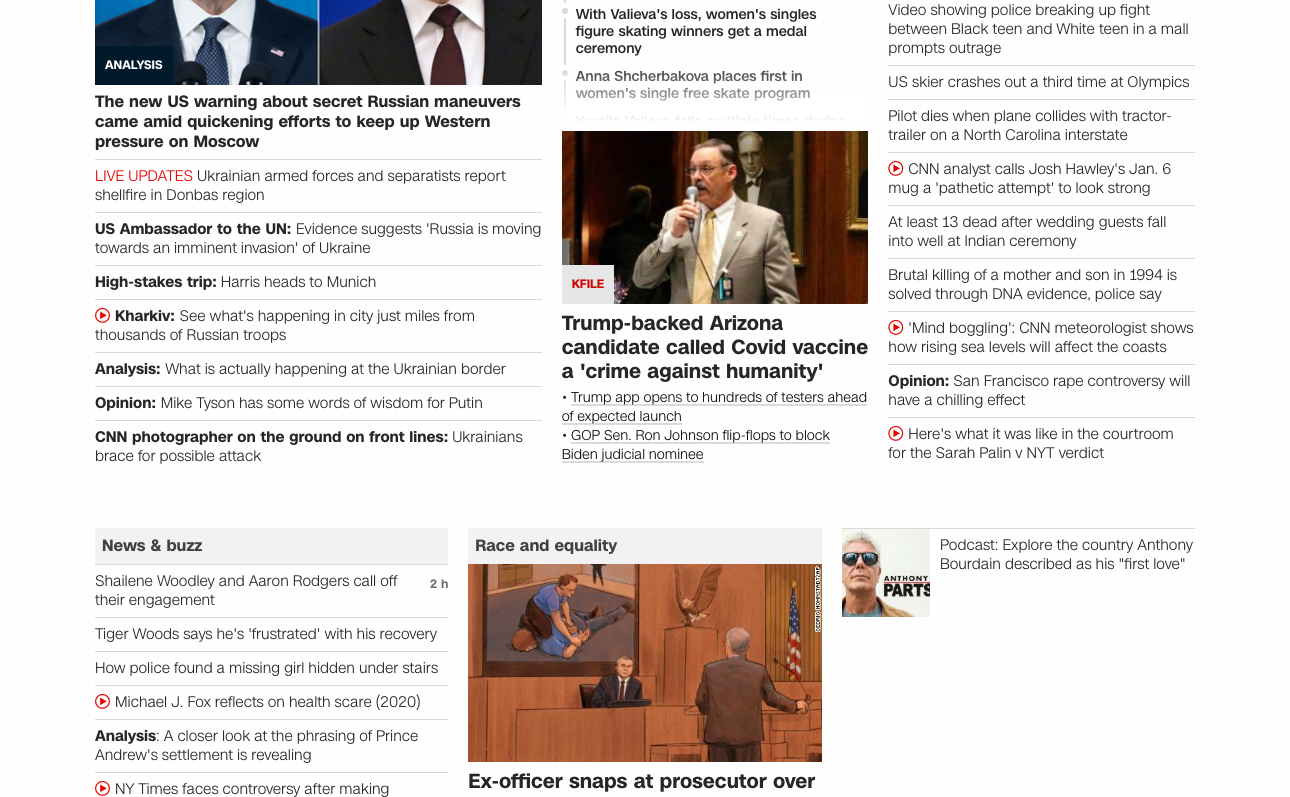 ANALYSIS
The new US warning about secret Russian maneuvers
came amid quickening efforts to keep up Western
pressure on Moscow
LIVE UPDATES Ukrainian armed forces and separatists report
shellfire in Donbas region
US Ambassador to the UN: Evidence suggests 'Russia is moving
towards an imminent invasion' of Ukraine
High-stakes trip: Harris heads to Munich
Kharkiv: See what's happening in city just miles from
thousands of Russian troops
Analysis: What is actually happening at the Ukrainian border
Opinion: Mike Tyson has some words of wisdom for Putin
CNN photographer on the ground on front lines: Ukrainians
brace for possible attack
With Valieva's loss, women's singles
figure skating winners get a medal
ceremony
Anna Shcherbakova places first in
women's single free skate program
Kamila Valieva falls multiple times during
KFILE
Trump-backed Arizona
candidate called Covid vaccine
a 'crime against humanity'
• Trump app opens to hundreds of testers ahead
of expected launch
• GOP Sen. Ron Johnson flip-flops to block
Biden judicial nominee
Video showing police breaking up fight
between Black teen and White teen in a mall
prompts outrage
US skier crashes out a third time at Olympics
Pilot dies when plane collides with tractor-
trailer on a North Carolina interstate
CNN analyst calls Josh Hawley's Jan. 6
mug a 'pathetic attempt' to look strong
At least 13 dead after wedding guests fall
into well at Indian ceremony
Brutal killing of a mother and son in 1994 is
solved through DNA evidence, police say
'Mind boggling': CNN meteorologist shows
how rising sea levels will affect the coasts
Opinion: San Francisco rape controversy will
have a chilling effect
Here's what it was like in the courtroom
for the Sarah Palin v NYT verdict
News & buzz
Shailene Woodley and Aaron Rodgers call off
their engagement
2 h
Tiger Woods says he's 'frustrated' with his recovery
How police found a missing girl hidden under stairs
Michael J. Fox reflects on health scare (2020)
Analysis: A closer look at the phrasing of Prince
Andrew's settlement is revealing
NY Times faces controversy after making
Race and equality
Ex-officer snaps at prosecutor over
ANTHONY
PARTS
Podcast: Explore the country Anthony
Bourdain described as his "first love"